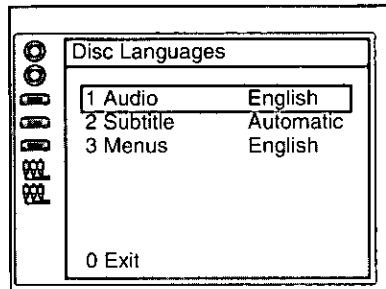 Disc Languages
1 Audio English
2 Subtitle Automatic
3 Menus English
0 Exit